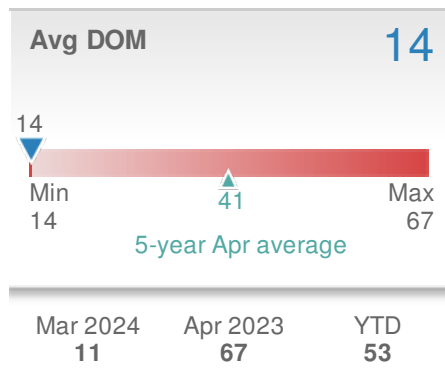 Avg DOM 14
14
Min Max
14 41 67
5-year Apr average
Mar 2024 Apr 2023 YTD
11 67 53